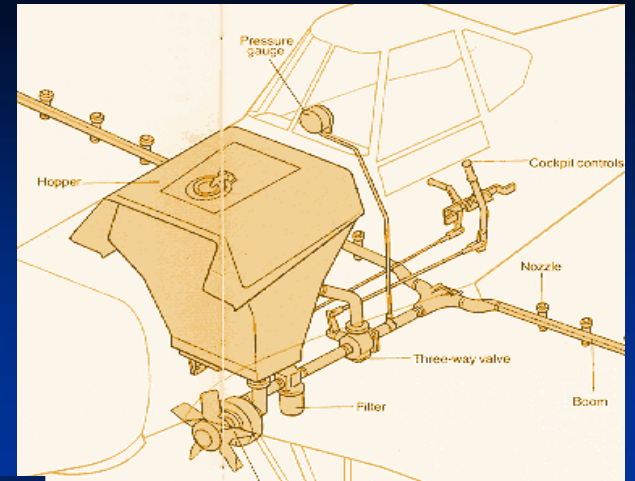 Pressure
gauge
Cockpit controls
Hopper
Nozzle
Three-way valve
Boom
Filter